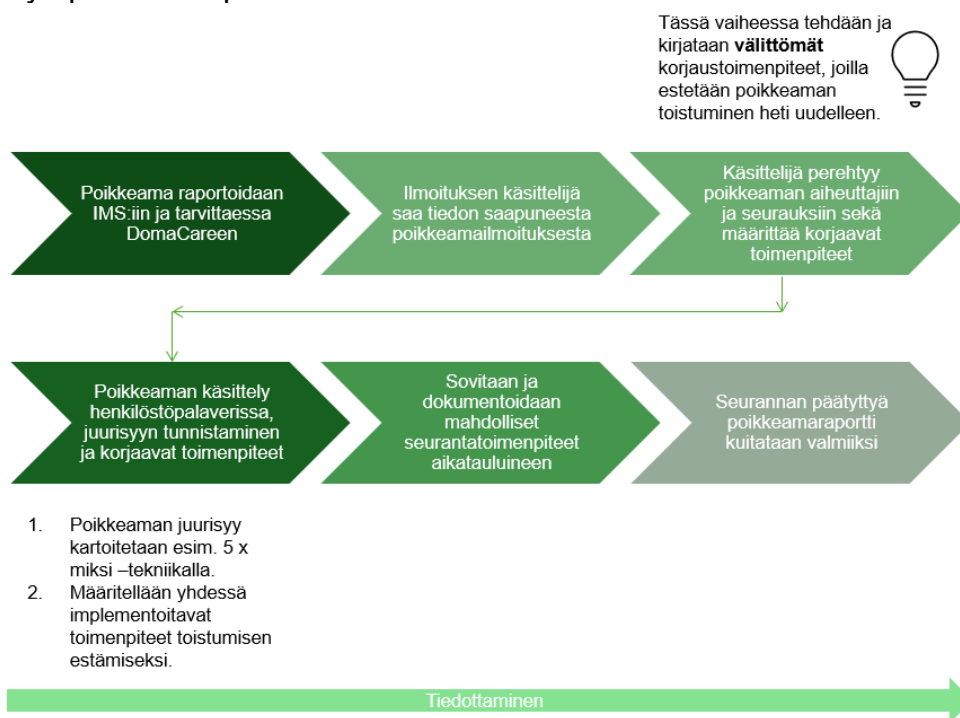 Tässä vaiheessa tehdään ja
kirjataan välittömät
korjaustoimenpiteet, joilla
estetään poikkeaman
toistuminen heti uudelleen.
Poikkeama raportoidaan
IMS:iin ja tarvittaessa
DomaCareen
Ilmoituksen käsittelijä
saa tiedon saapuneesta
poikkeamailmoituksesta
Käsittelijä perehtyy
poikkeaman aiheuttajiin
ja seurauksiin sekä
määrittää korjaavat
toimenpiteet
Poikkeaman käsittely
henkilöstöpalaverissa,
juurisyyn tunnistaminen
ja korjaavat toimenpiteet
Sovitaan ja
dokumentoidaan
mahdolliset
seurantatoimenpiteet
aikatauluineen
Seurannan päätyttyä
poikkeamaraportti
kuitataan valmiiksi
1. Poikkeaman juurisyy
kartoitetaan esim. 5 x
miksi –tekniikalla.
2. Määritellään yhdessä
implementoitavat
toimenpiteet toistumisen
estämiseksi.
Tiedottaminen